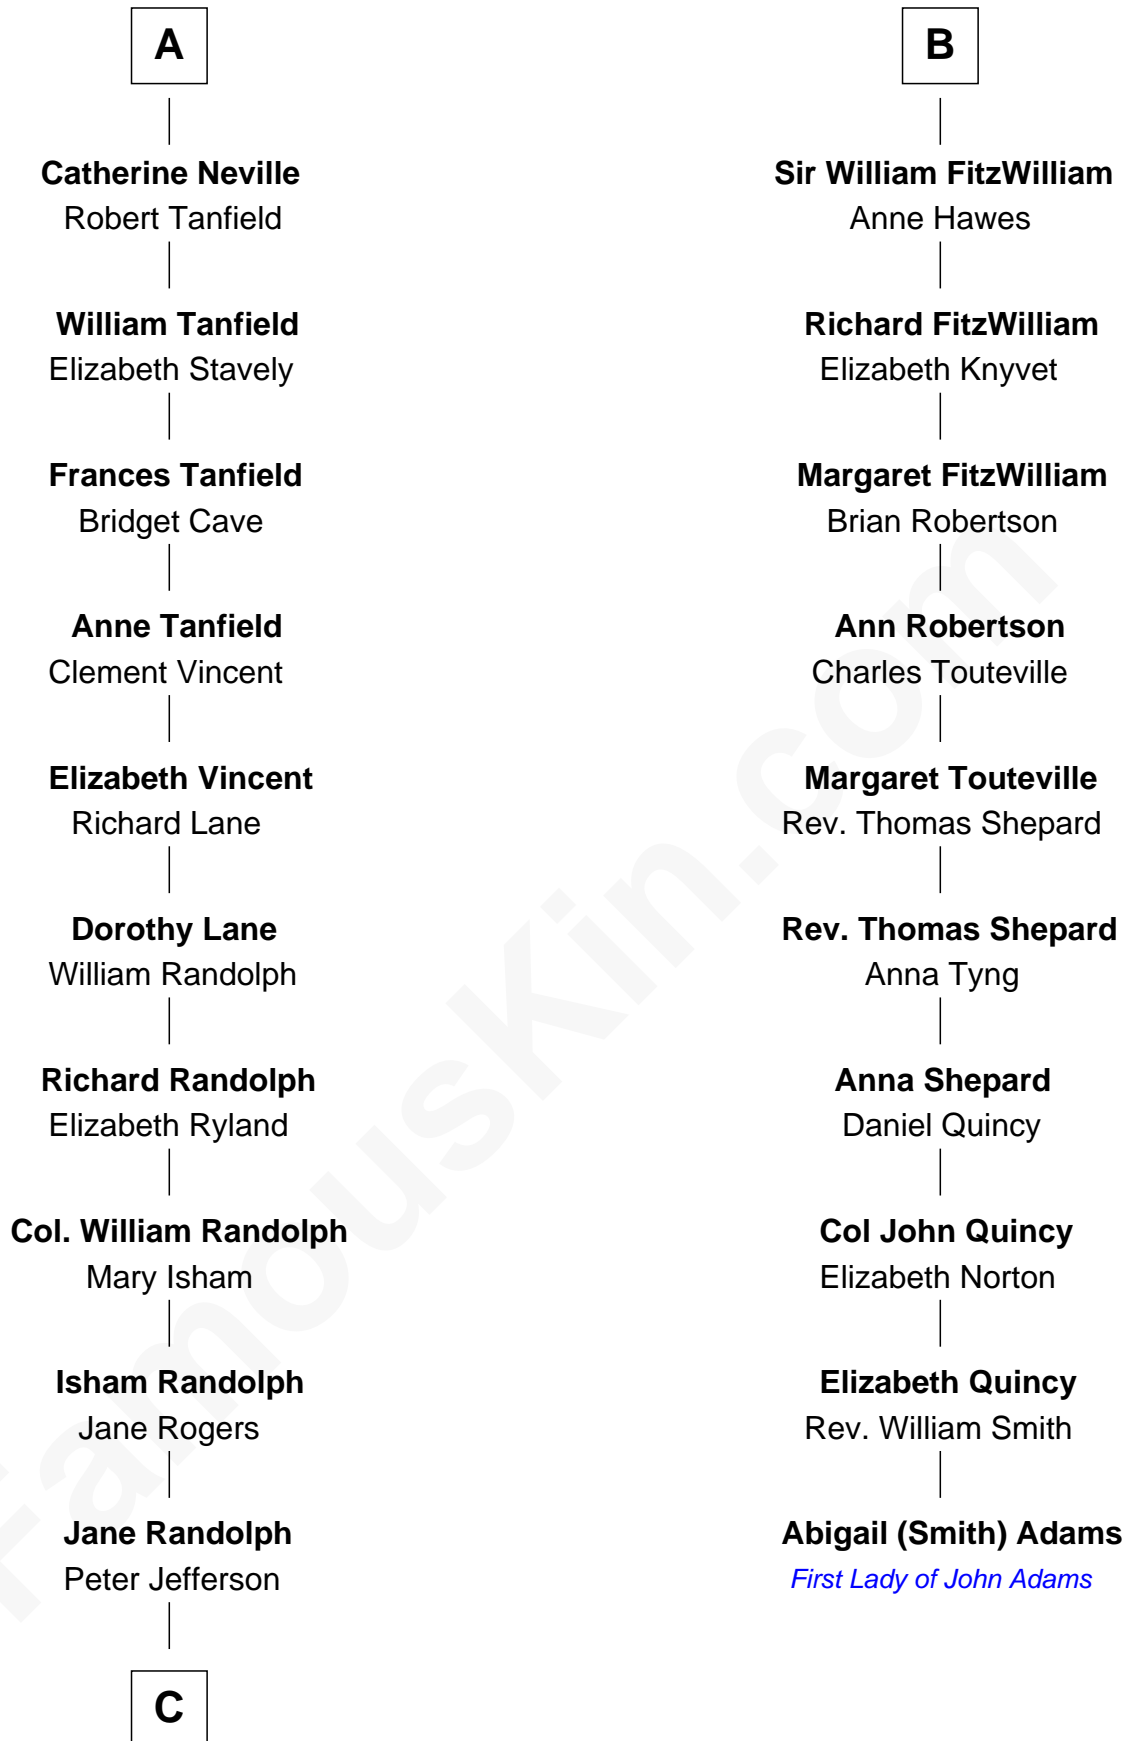 A
Catherine Neville
Robert Tanfield
William Tanfield
Elizabeth Stavely
Frances Tanfield
Bridget Cave
Anne Tanfield
Clement Vincent
Elizabeth Vincent
Richard Lane
Dorothy Lane
William Randolph
Richard Randolph
Elizabeth Ryland
Col. William Randolph
Mary Isham
Isham Randolph
Jane Rogers
Jane Randolph
Peter Jefferson
C
B
Sir William FitzWilliam
Anne Hawes
Richard FitzWilliam
Elizabeth Knyvet
Margaret FitzWilliam
Brian Robertson
Ann Robertson
Charles Touteville
Margaret Touteville
Rev. Thomas Shepard
Rev. Thomas Shepard
Anna Tyng
Anna Shepard
Daniel Quincy
Col John Quincy
Elizabeth Norton
Elizabeth Quincy
Rev. William Smith
Abigail (Smith) Adams
First Lady of John Adams
FamousKin.com